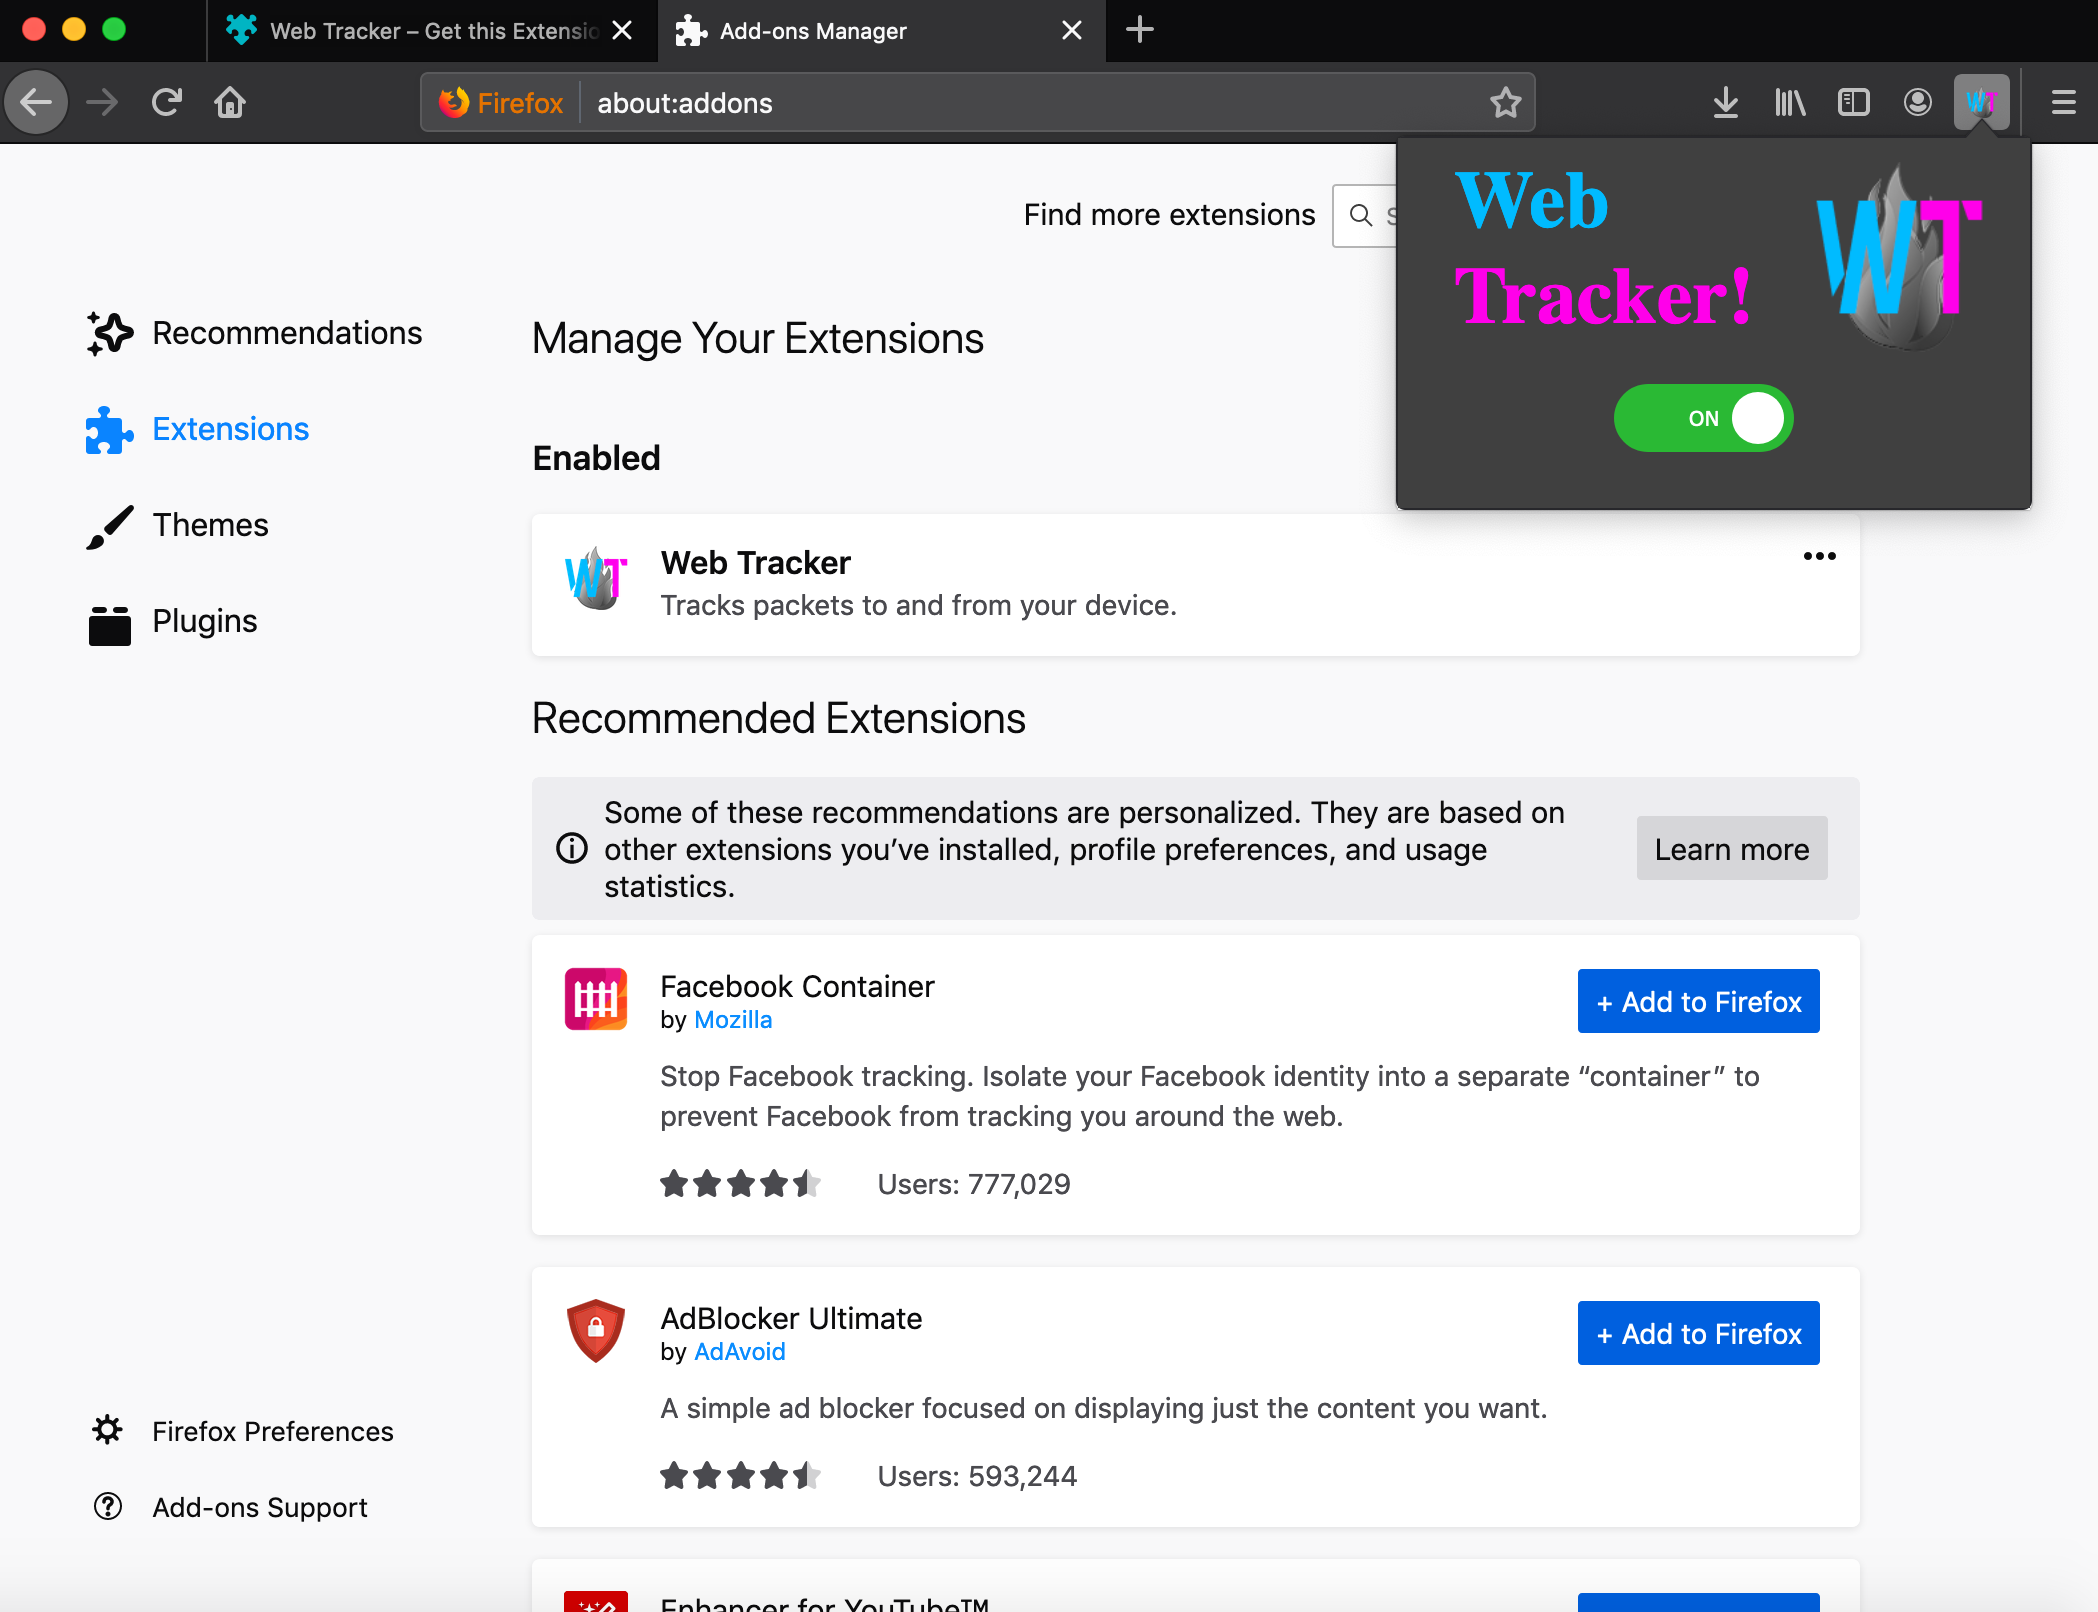 Web Tracker – Get this Extensio
Add-ons Manager
Firefox
about:addons
WT
Web
Tracker!
WT
ON
Find more extensions
Recommendations
Extensions
Themes
Plugins
Manage Your Extensions
Enabled
WT
Web Tracker
Tracks packets to and from your device.
Recommended Extensions
Some of these recommendations are personalized. They are based on
other extensions you’ve installed, profile preferences, and usage
statistics.
Learn more
Facebook Container
by Mozilla
+ Add to Firefox
Stop Facebook tracking. Isolate your Facebook identity into a separate “container” to
prevent Facebook from tracking you around the web.
Users: 777,029
AdBlocker Ultimate
by AdAvoid
+ Add to Firefox
A simple ad blocker focused on displaying just the content you want.
Users: 593,244
Enhancer for YouTube™
Firefox Preferences
Add-ons Support